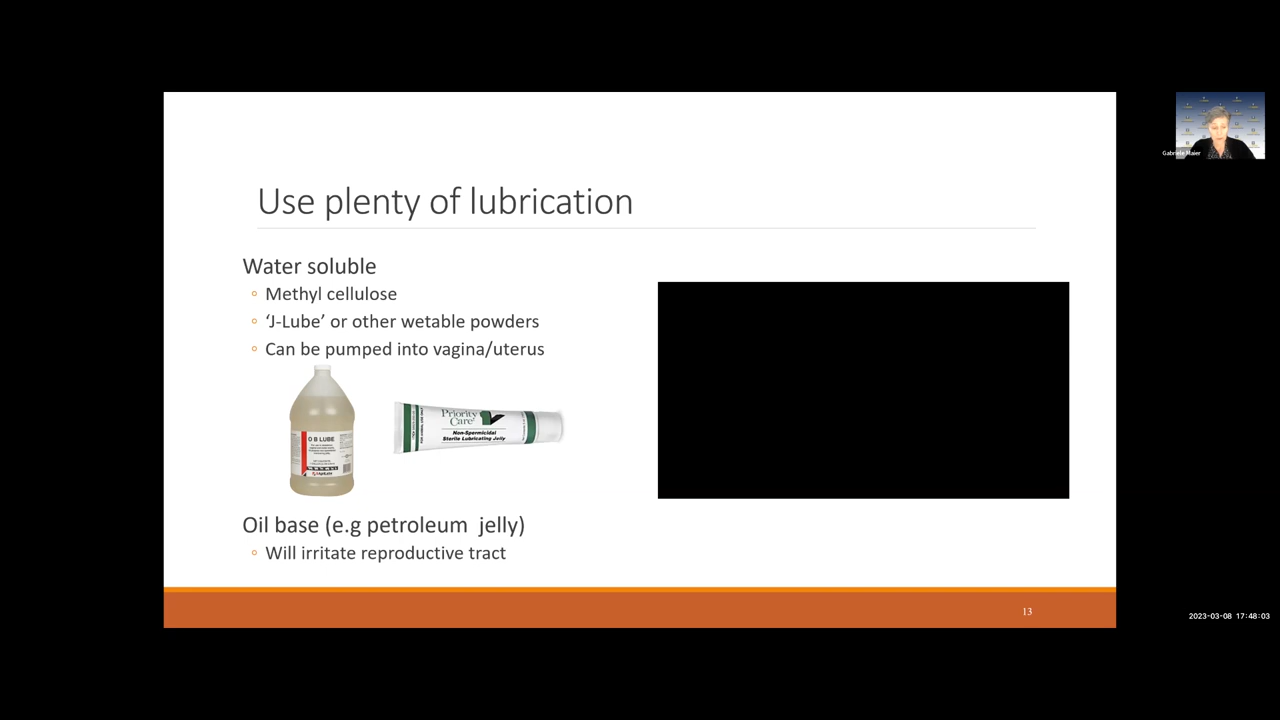 Use plenty of lubrication
Water soluble
Methyl cellulose
‘J-Lube’ or other wetable powders
Can be pumped into vagina/uterus
O B LUBE
Priority
Care
Non-Spermicidal
Sterile Lubricating Jelly
Oil base (e.g petroleum jelly)
Will irritate reproductive tract
13
Gabriele Maier
2023-03-08 17:48:03